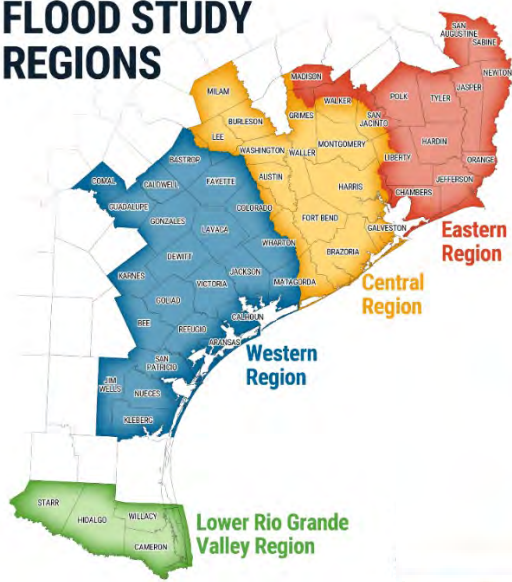 FLOOD STUDY
REGIONS
SAN
AUGUSTINE
SABINE
NEWTON
MADISON
JASPER
POLK
TYLER
MILAM
WALKER
GRIMES
SAN
JACINTO
BURLESON
LEE
MONTGOMERY
HARDIN
WASHINGTON
WALLER
LIBERTY
ORANGE
BASTROP
AUSTIN
JEFFERSON
COMAL
CALDWELL
FAYETTE
HARRIS
CHAMBERS
GUADALUPE
COLORADO
GONZALES
FORT BEND
LAVACA
GALVESTON
Eastern
Region
WHARTON
BRAZORIA
DEWITT
KARNES
JACKSON
VICTORIA
MATAGORDA
Central
Region
GOLIAD
CALHOUN
BEE
REFUGIO
ARANSAS
Western
Region
SAN
PATRICIO
JIM
WELLS
NUECES
KLEBERG
STARR
HIDALGO
WILLACY
CAMERON
Lower Rio Grande
Valley Region